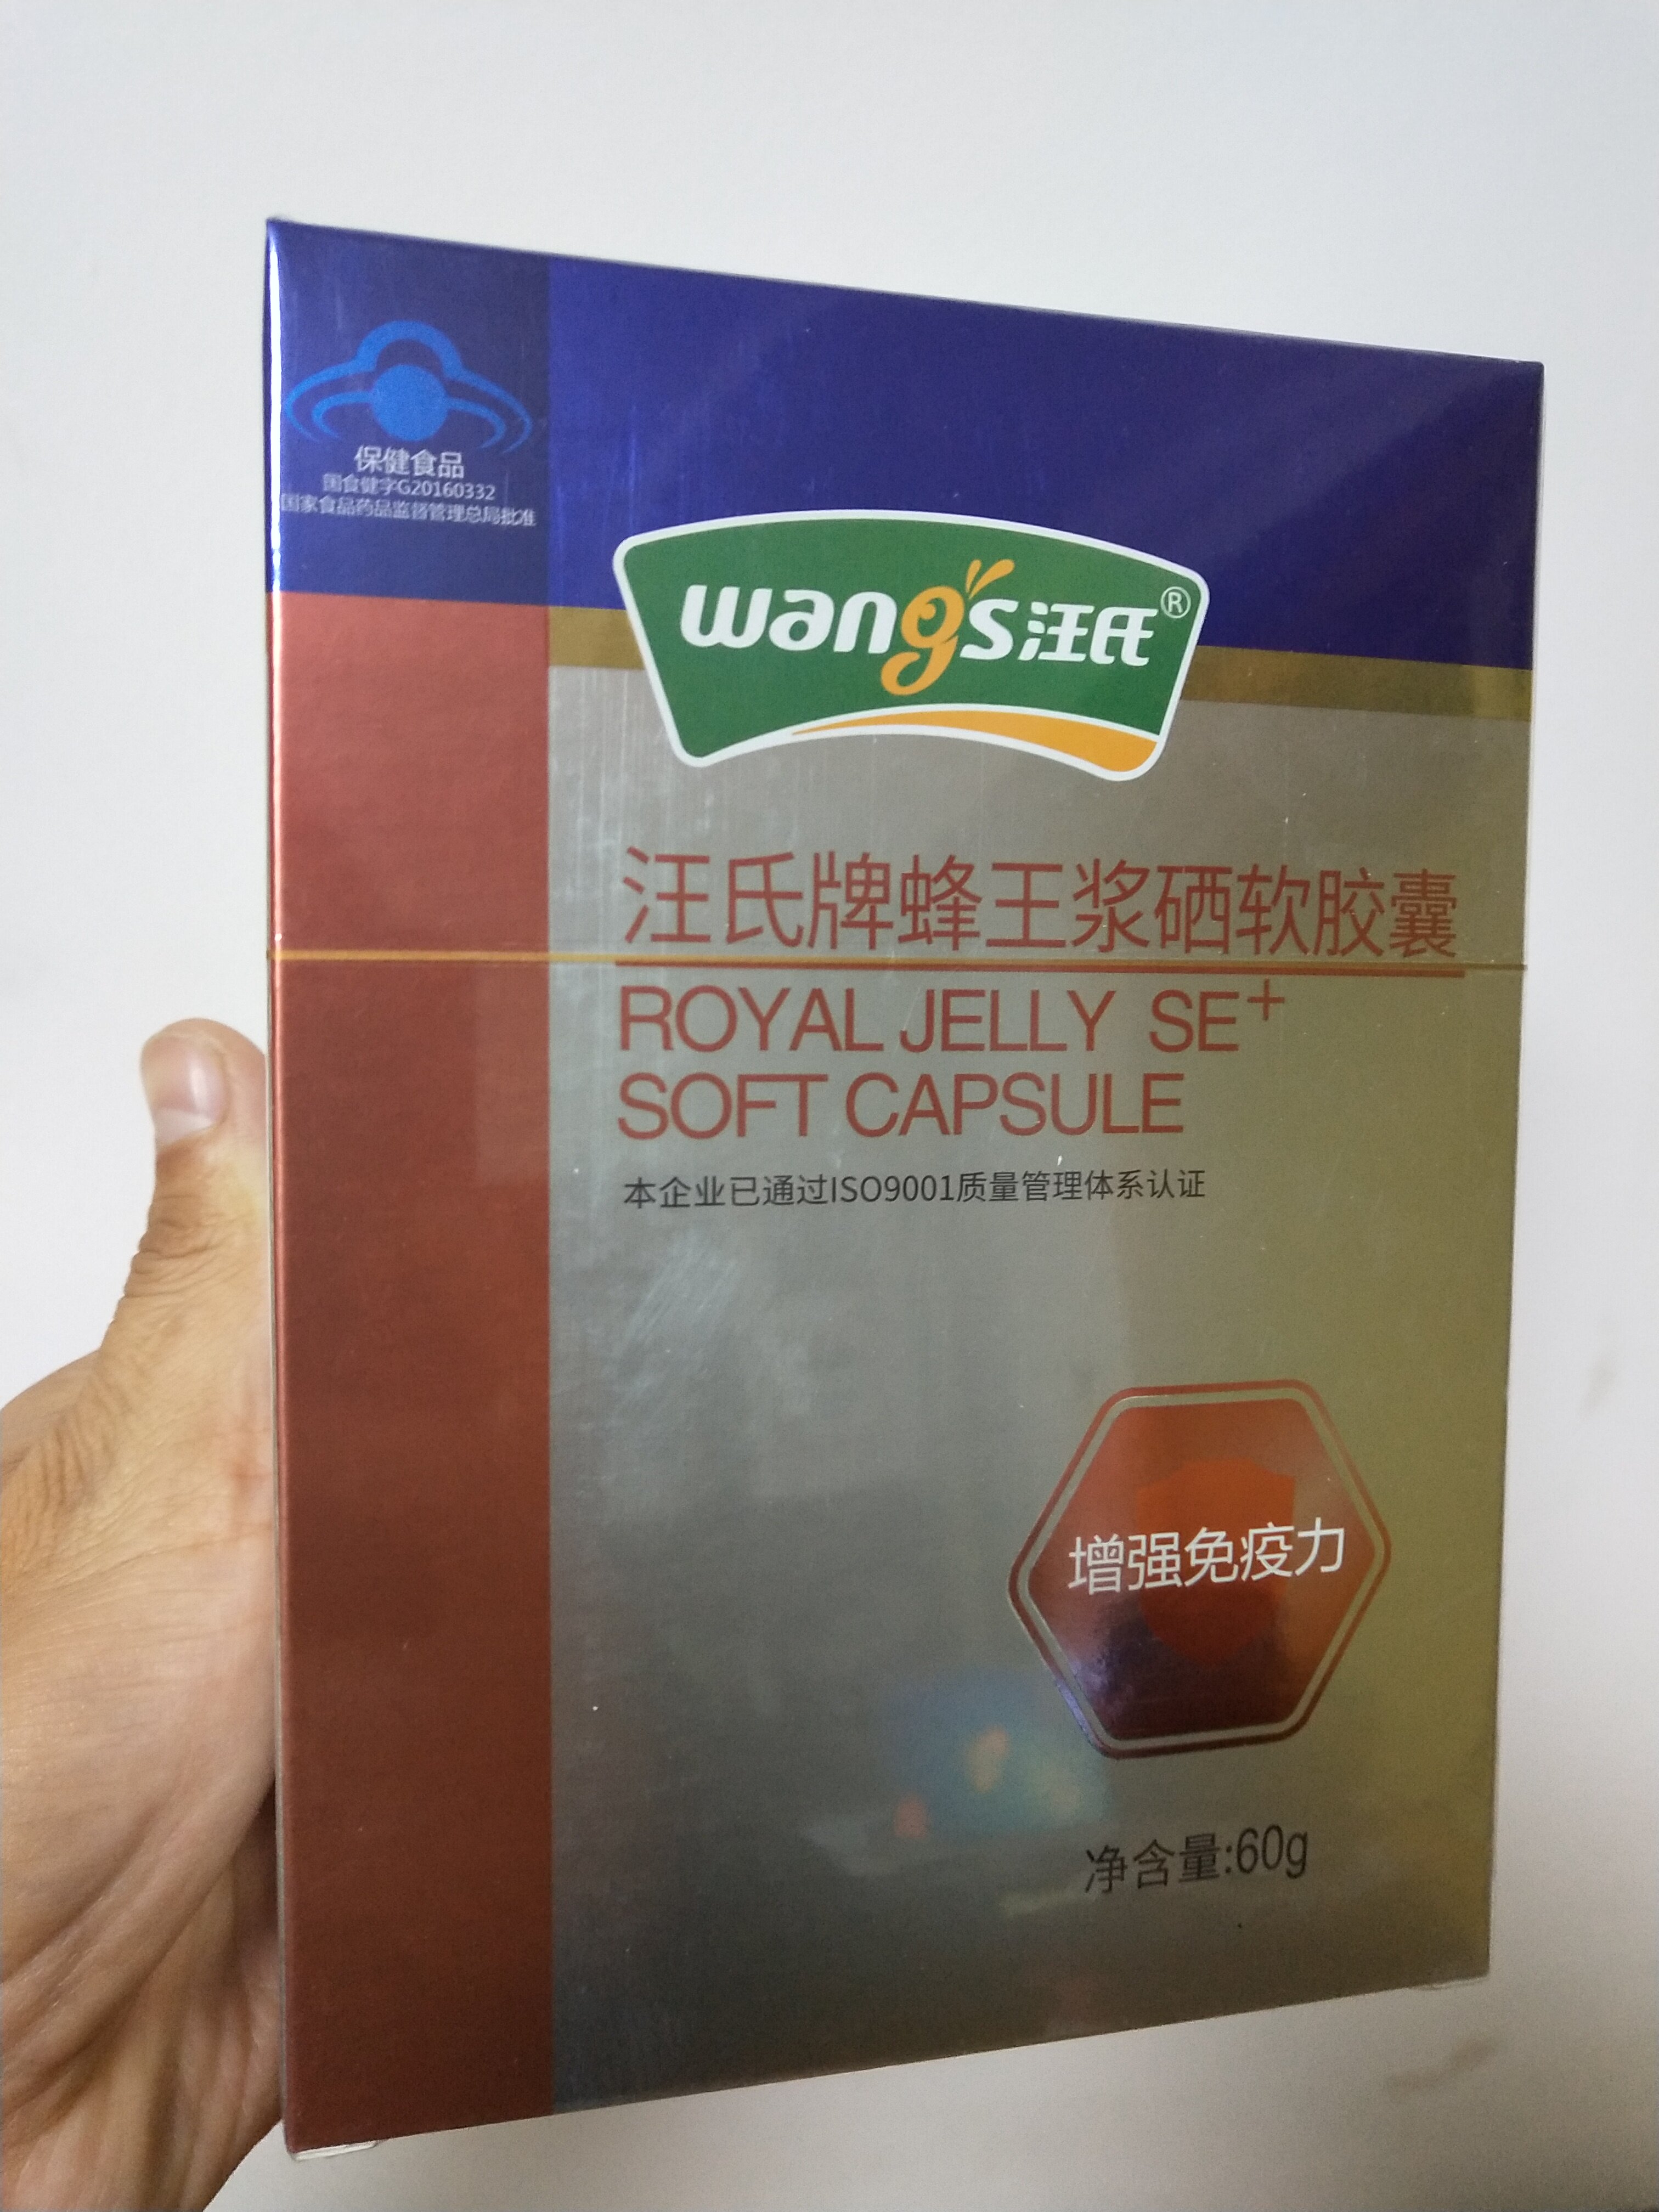 保健食品
国食健字G20160332
国家食品药品监督管理总局批准
wang's汪氏®
汪氏牌蜂王浆硒软胶囊
ROYAL JELLY SE+
SOFT CAPSULE
本企业已通过ISO9001质量管理体系认证
增强免疫力
净含量:60g